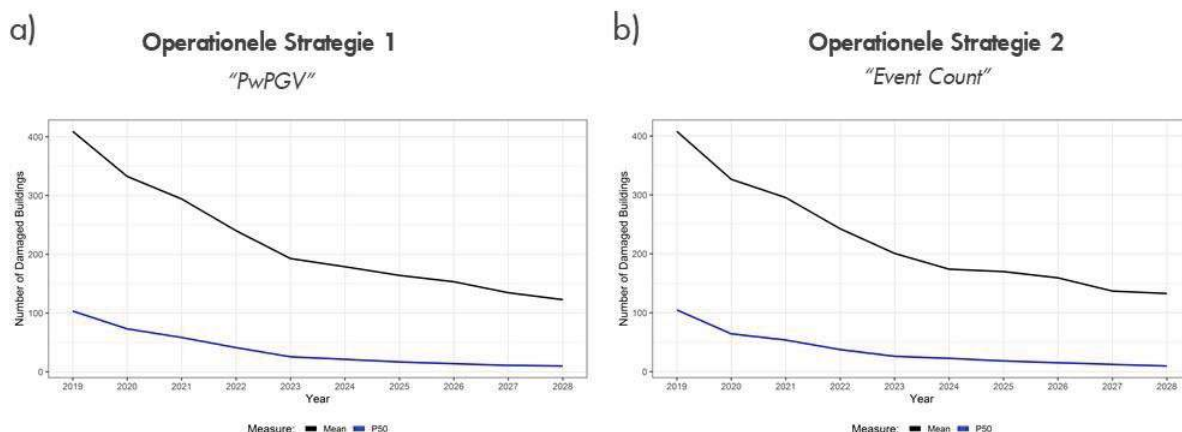 a)
Operationele Strategie 1
"PwPGV"
Number of Damaged Buildings
400
300
200
100
0
2019 2020 2021 2022 2023 2024 2025 2026 2027 2028
Year
Measure: Mean P50
b)
Operationele Strategie 2
"Event Count"
Number of Damaged Buildings
400
300
200
100
0
2019 2020 2021 2022 2023 2024 2025 2026 2027 2028
Year
Measure: Mean P50